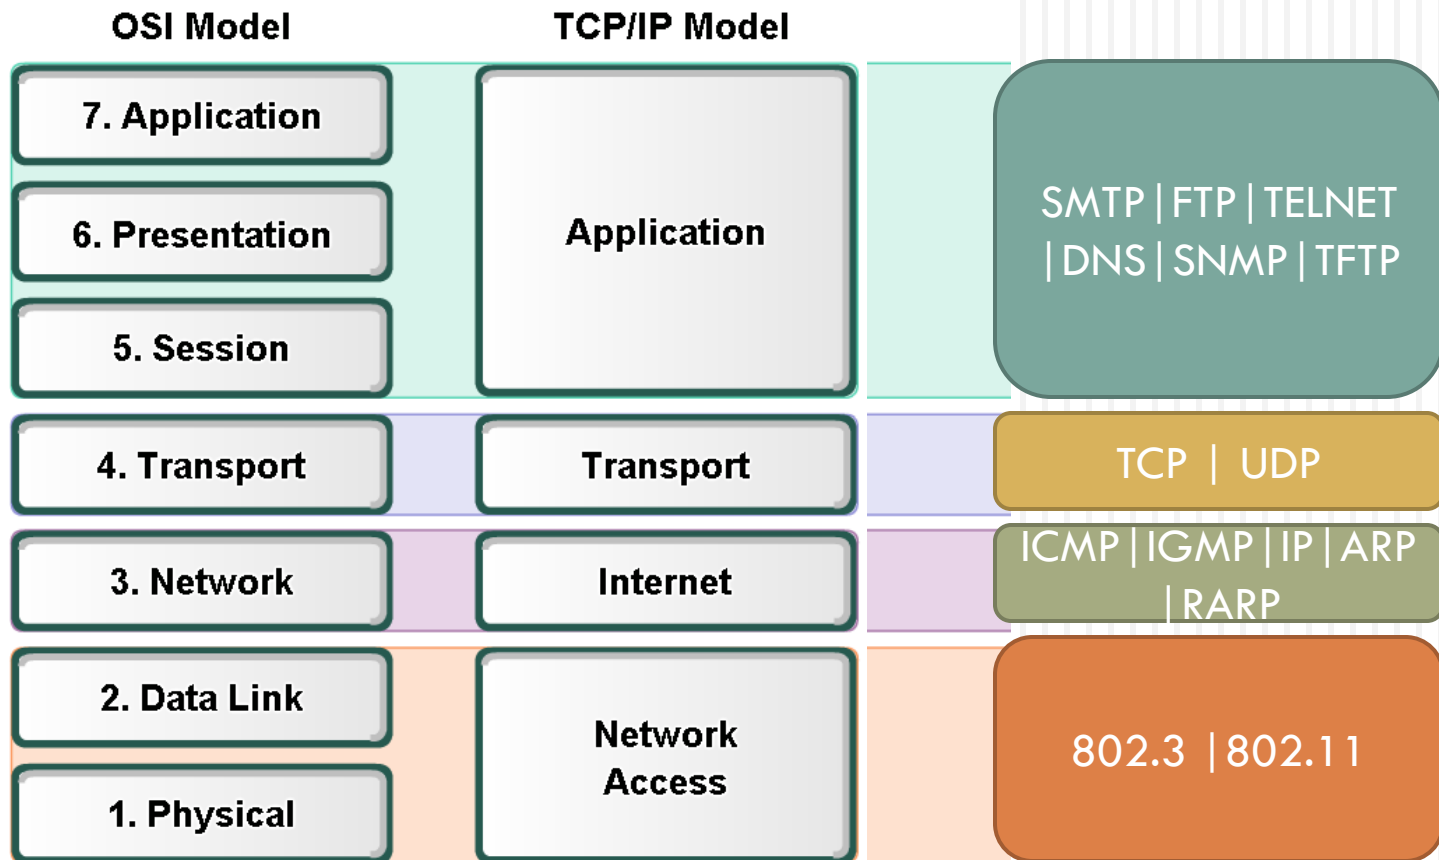 OSI Model
TCP/IP Model
7. Application
6. Presentation
5. Session
Application
SMTP|FTP|TELNET
|DNS|SNMP|TFTP
4. Transport
Transport
TCP | UDP
3. Network
Internet
ICMP|IGMP|IP|ARP
|RARP
2. Data Link
1. Physical
Network
Access
802.3 |802.11